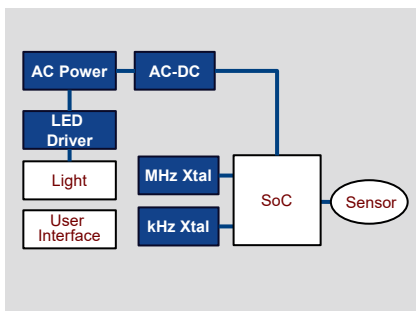 AC Power
AC-DC
LED
Driver
Light
MHz Xtal
SoC
Sensor
User
Interface
kHz Xtal